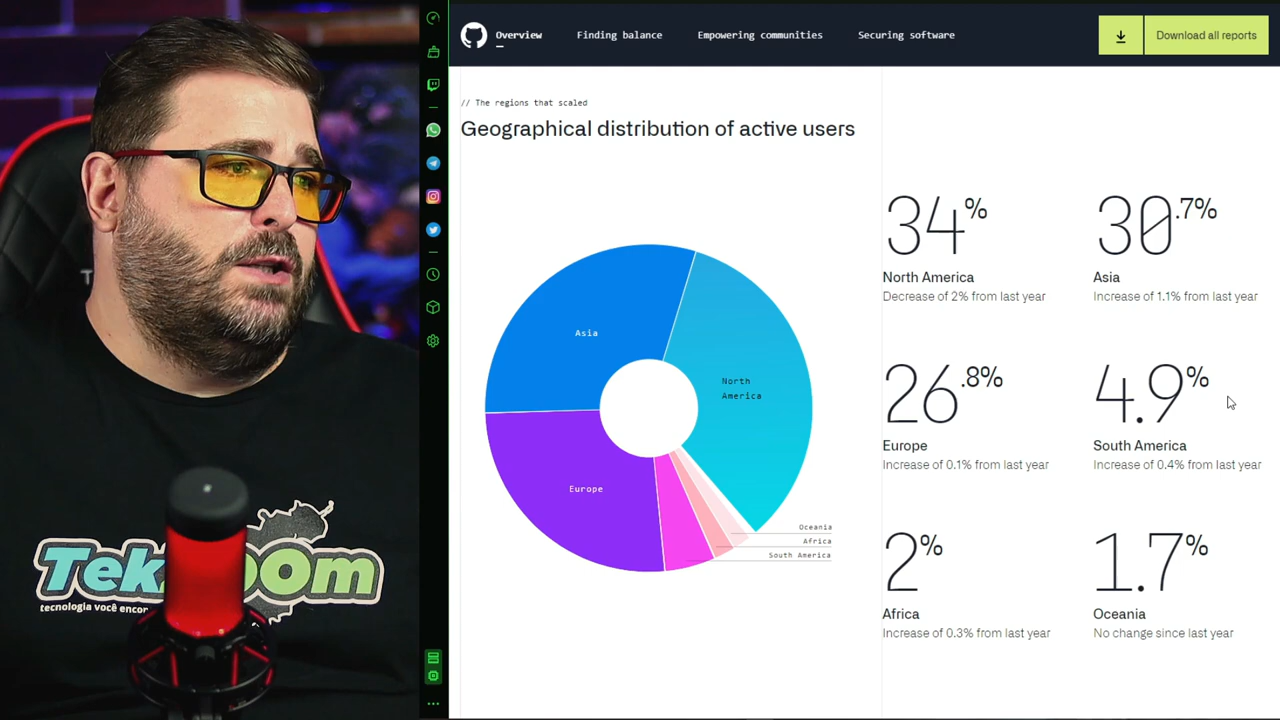 Overview
Finding balance
Empowering communities
Securing software
Download all reports
// The regions that scaled
Geographical distribution of active users
Asia
North
America
Europe
Oceania
Africa
South America
34%
North America
Decrease of 2% from last year
30.7%
Asia
Increase of 1.1% from last year
26.8%
Europe
Increase of 0.1% from last year
4.9%
South America
Increase of 0.4% from last year
2%
Africa
Increase of 0.3% from last year
1.7%
Oceania
No change since last year
tecnologia você